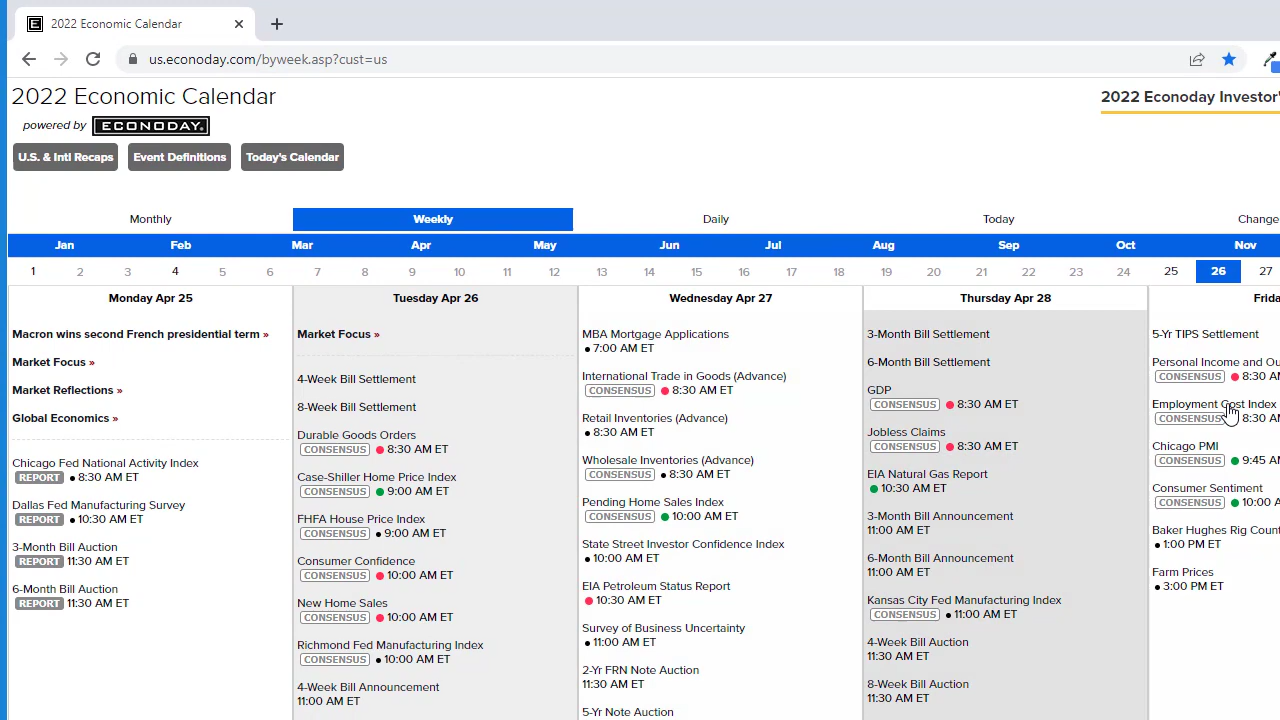 2022 Economic Calendar
us.econoday.com/byweek.asp?cust=us
2022 Economic Calendar
2022 Econoday Investor'
powered by ECONODAY
U.S. & Intl Recaps Event Definitions Today's Calendar
Monthly Weekly Daily Today Change
Jan Feb Mar Apr May Jun Jul Aug Sep Oct Nov
1 2 3 4 5 6 7 8 9 10 11 12 13 14 15 16 17 18 19 20 21 22 23 24 25 26 27
Monday Apr 25
Macron wins second French presidential term »
Market Focus »
Market Reflections »
Global Economics »
Chicago Fed National Activity Index
REPORT • 8:30 AM ET
Dallas Fed Manufacturing Survey
REPORT • 10:30 AM ET
3-Month Bill Auction
REPORT 11:30 AM ET
6-Month Bill Auction
REPORT 11:30 AM ET
Tuesday Apr 26
Market Focus »
4-Week Bill Settlement
8-Week Bill Settlement
Durable Goods Orders
CONSENSUS • 8:30 AM ET
Case-Shiller Home Price Index
CONSENSUS • 9:00 AM ET
FHFA House Price Index
CONSENSUS • 9:00 AM ET
Consumer Confidence
CONSENSUS • 10:00 AM ET
New Home Sales
CONSENSUS • 10:00 AM ET
Richmond Fed Manufacturing Index
CONSENSUS • 10:00 AM ET
4-Week Bill Announcement
11:00 AM ET
Wednesday Apr 27
MBA Mortgage Applications
• 7:00 AM ET
International Trade in Goods (Advance)
CONSENSUS • 8:30 AM ET
Retail Inventories (Advance)
• 8:30 AM ET
Wholesale Inventories (Advance)
CONSENSUS • 8:30 AM ET
Pending Home Sales Index
CONSENSUS • 10:00 AM ET
State Street Investor Confidence Index
• 10:00 AM ET
EIA Petroleum Status Report
• 10:30 AM ET
Survey of Business Uncertainty
• 11:00 AM ET
2-Yr FRN Note Auction
11:30 AM ET
5-Yr Note Auction
Thursday Apr 28
3-Month Bill Settlement
6-Month Bill Settlement
GDP
CONSENSUS • 8:30 AM ET
Jobless Claims
CONSENSUS • 8:30 AM ET
EIA Natural Gas Report
• 10:30 AM ET
3-Month Bill Announcement
11:00 AM ET
6-Month Bill Announcement
11:00 AM ET
Kansas City Fed Manufacturing Index
CONSENSUS • 11:00 AM ET
4-Week Bill Auction
11:30 AM ET
8-Week Bill Auction
11:30 AM ET
Frida
5-Yr TIPS Settlement
Personal Income and Ou
CONSENSUS • 8:30 AM
Employment Cost Index
CONSENSUS 8:30 AM
Chicago PMI
CONSENSUS • 9:45 AM
Consumer Sentiment
CONSENSUS • 10:00 A
Baker Hughes Rig Count
• 1:00 PM ET
Farm Prices
• 3:00 PM ET